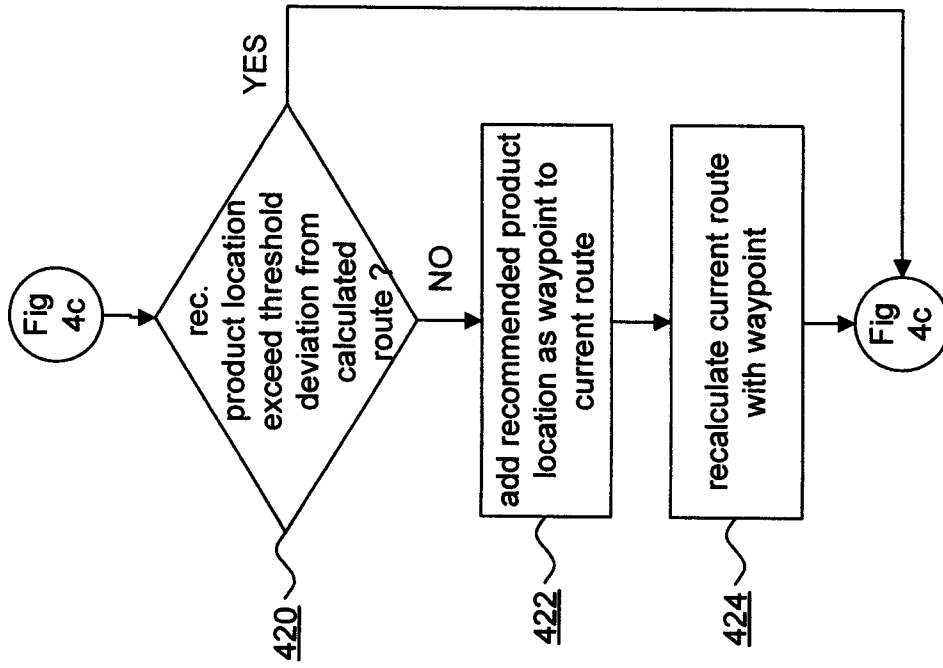 Fig
4c
rec.
product location
exceed threshold
deviation from
calculated
route ?
YES
NO
420
add recommended product
location as waypoint to
current route
422
recalculate current route
with waypoint
424
Fig
4c